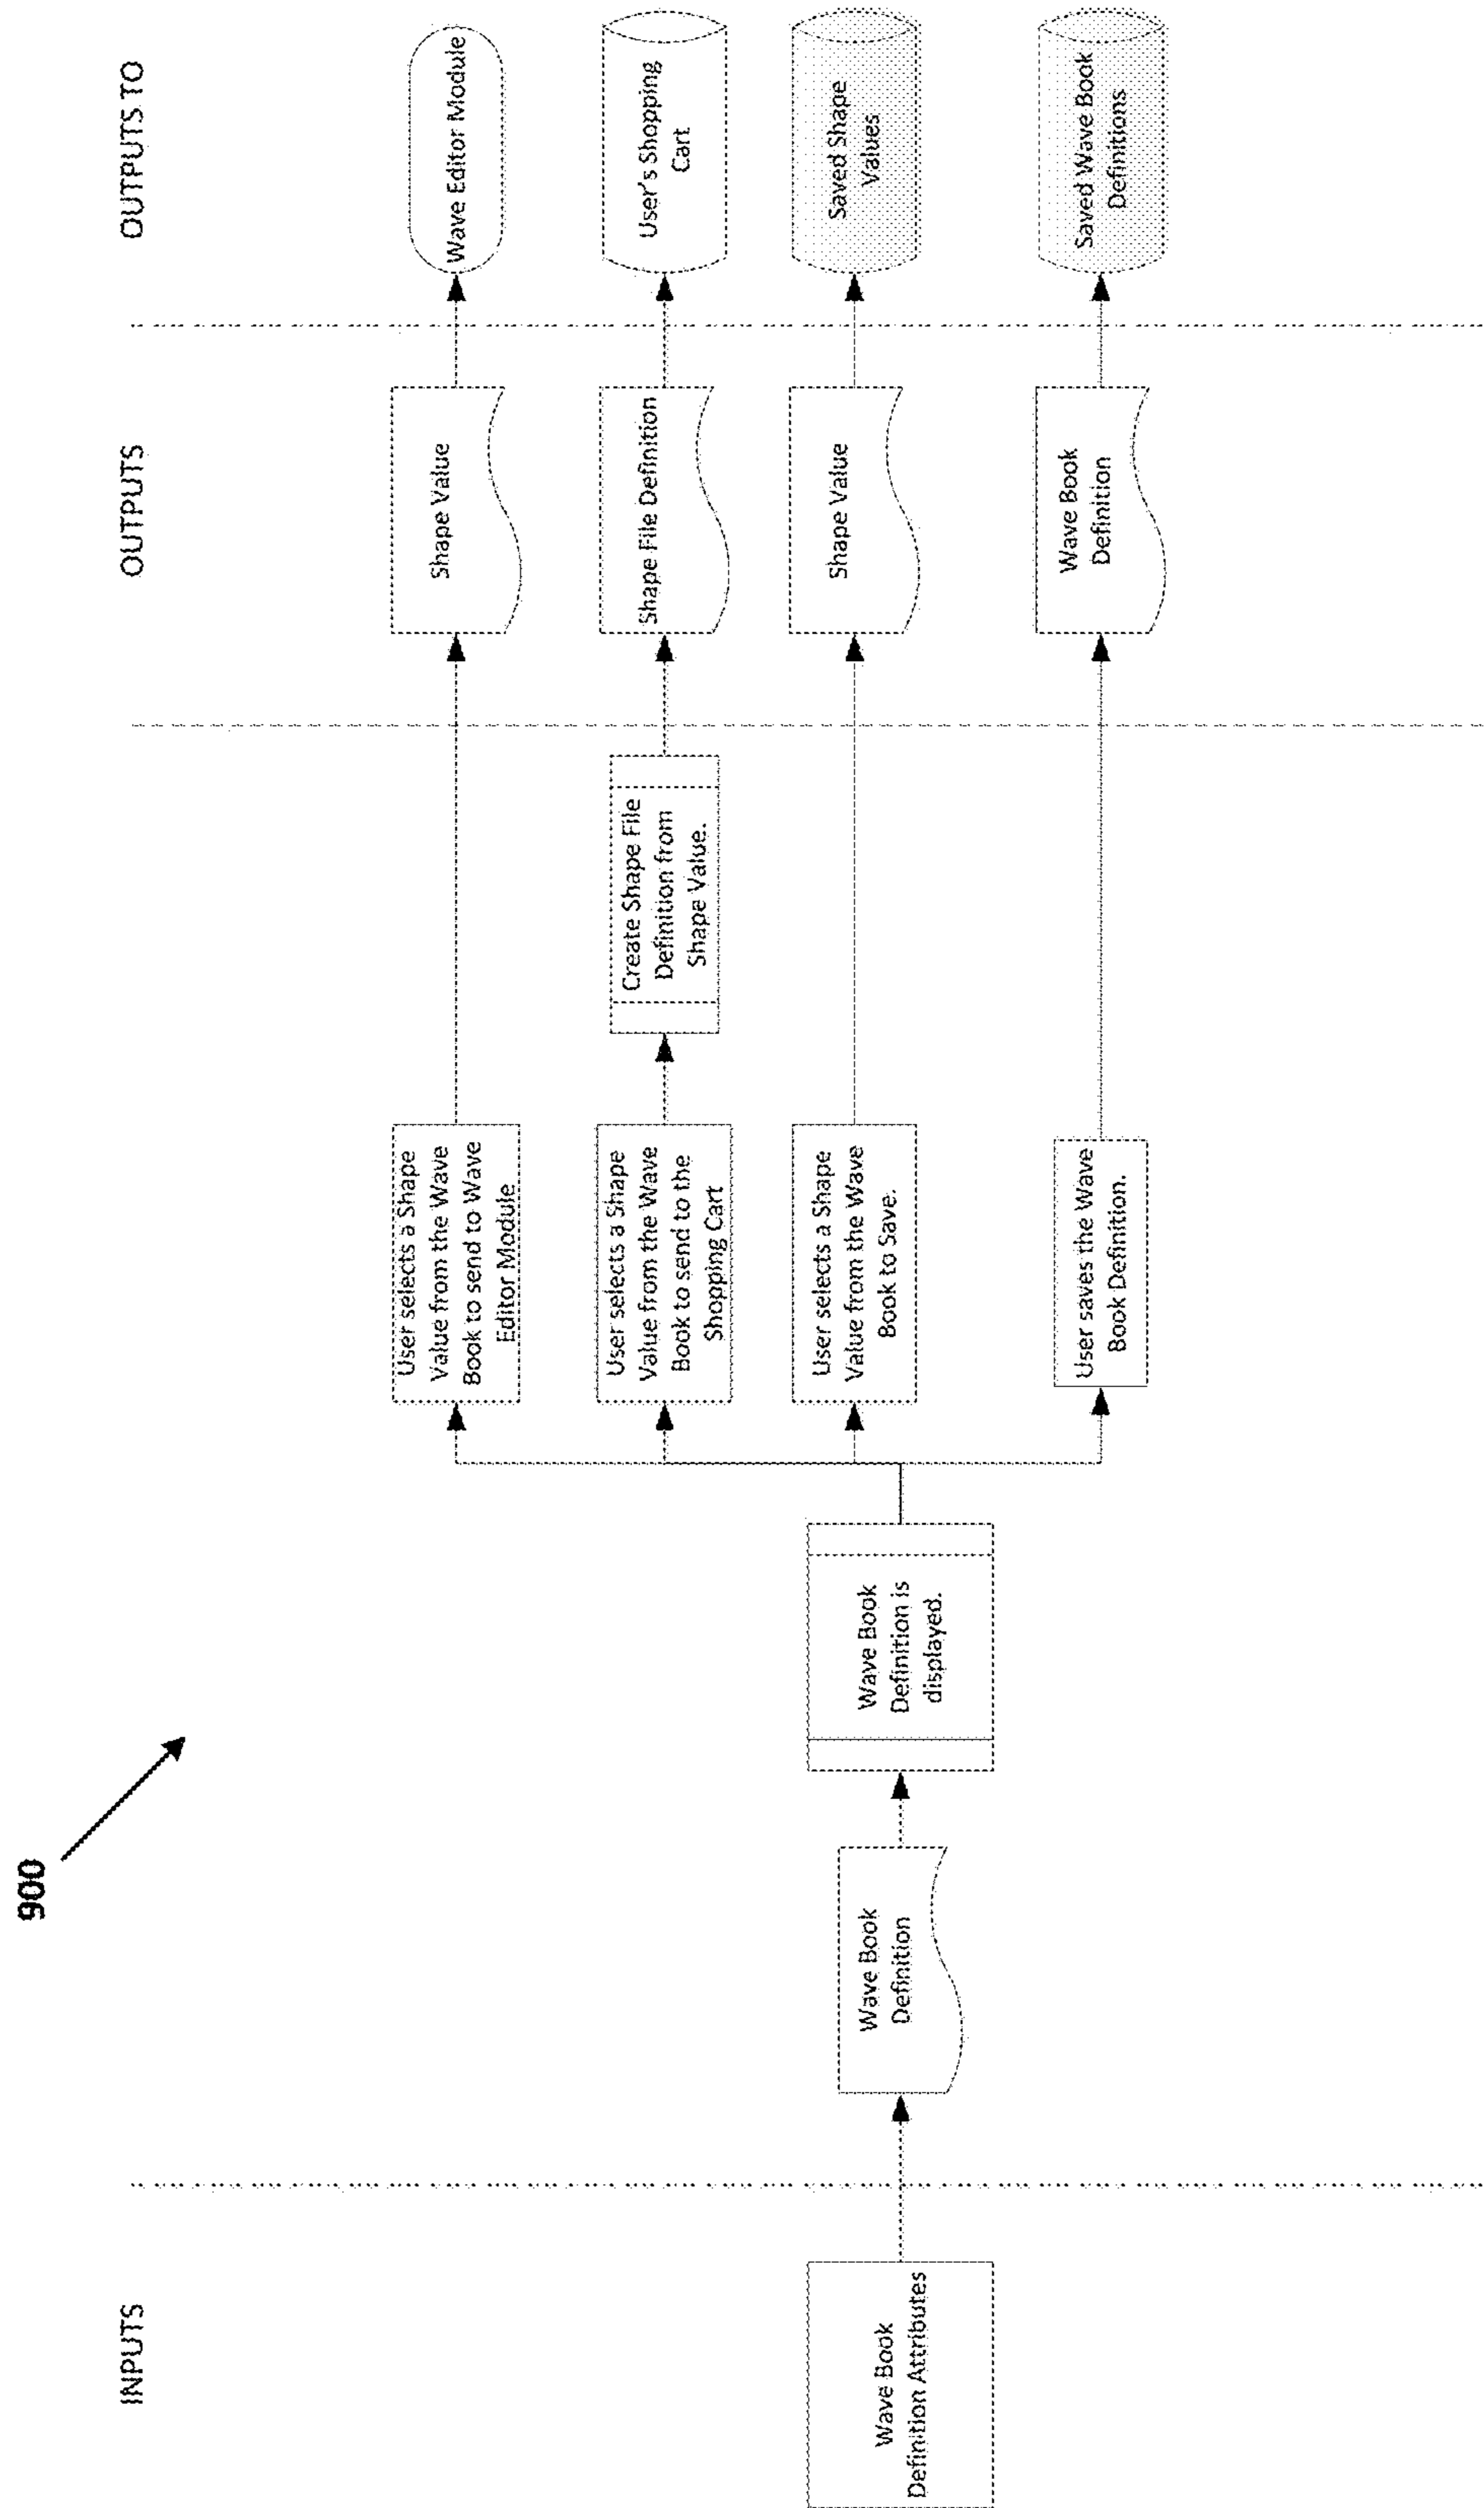 900
INPUTS
OUTPUTS
OUTPUTS TO
Wave Book
Definition Attributes
Wave Book
Definition
Wave Book
Definition is
displayed.
User selects a Shape
Value from the Wave
Book to send to Wave
Editor Module
Shape Value
Wave Editor Module
User selects a Shape
Value from the Wave
Book to send to the
Shopping Cart
Create Shape File
Definition from
Shape Value.
Shape File Definition
User's Shopping
Cart
User selects a Shape
Value from the Wave
Book to Save.
Shape Value
Saved Shape
Values
User saves the Wave
Book Definition.
Wave Book
Definition
Saved Wave Book
Definitions